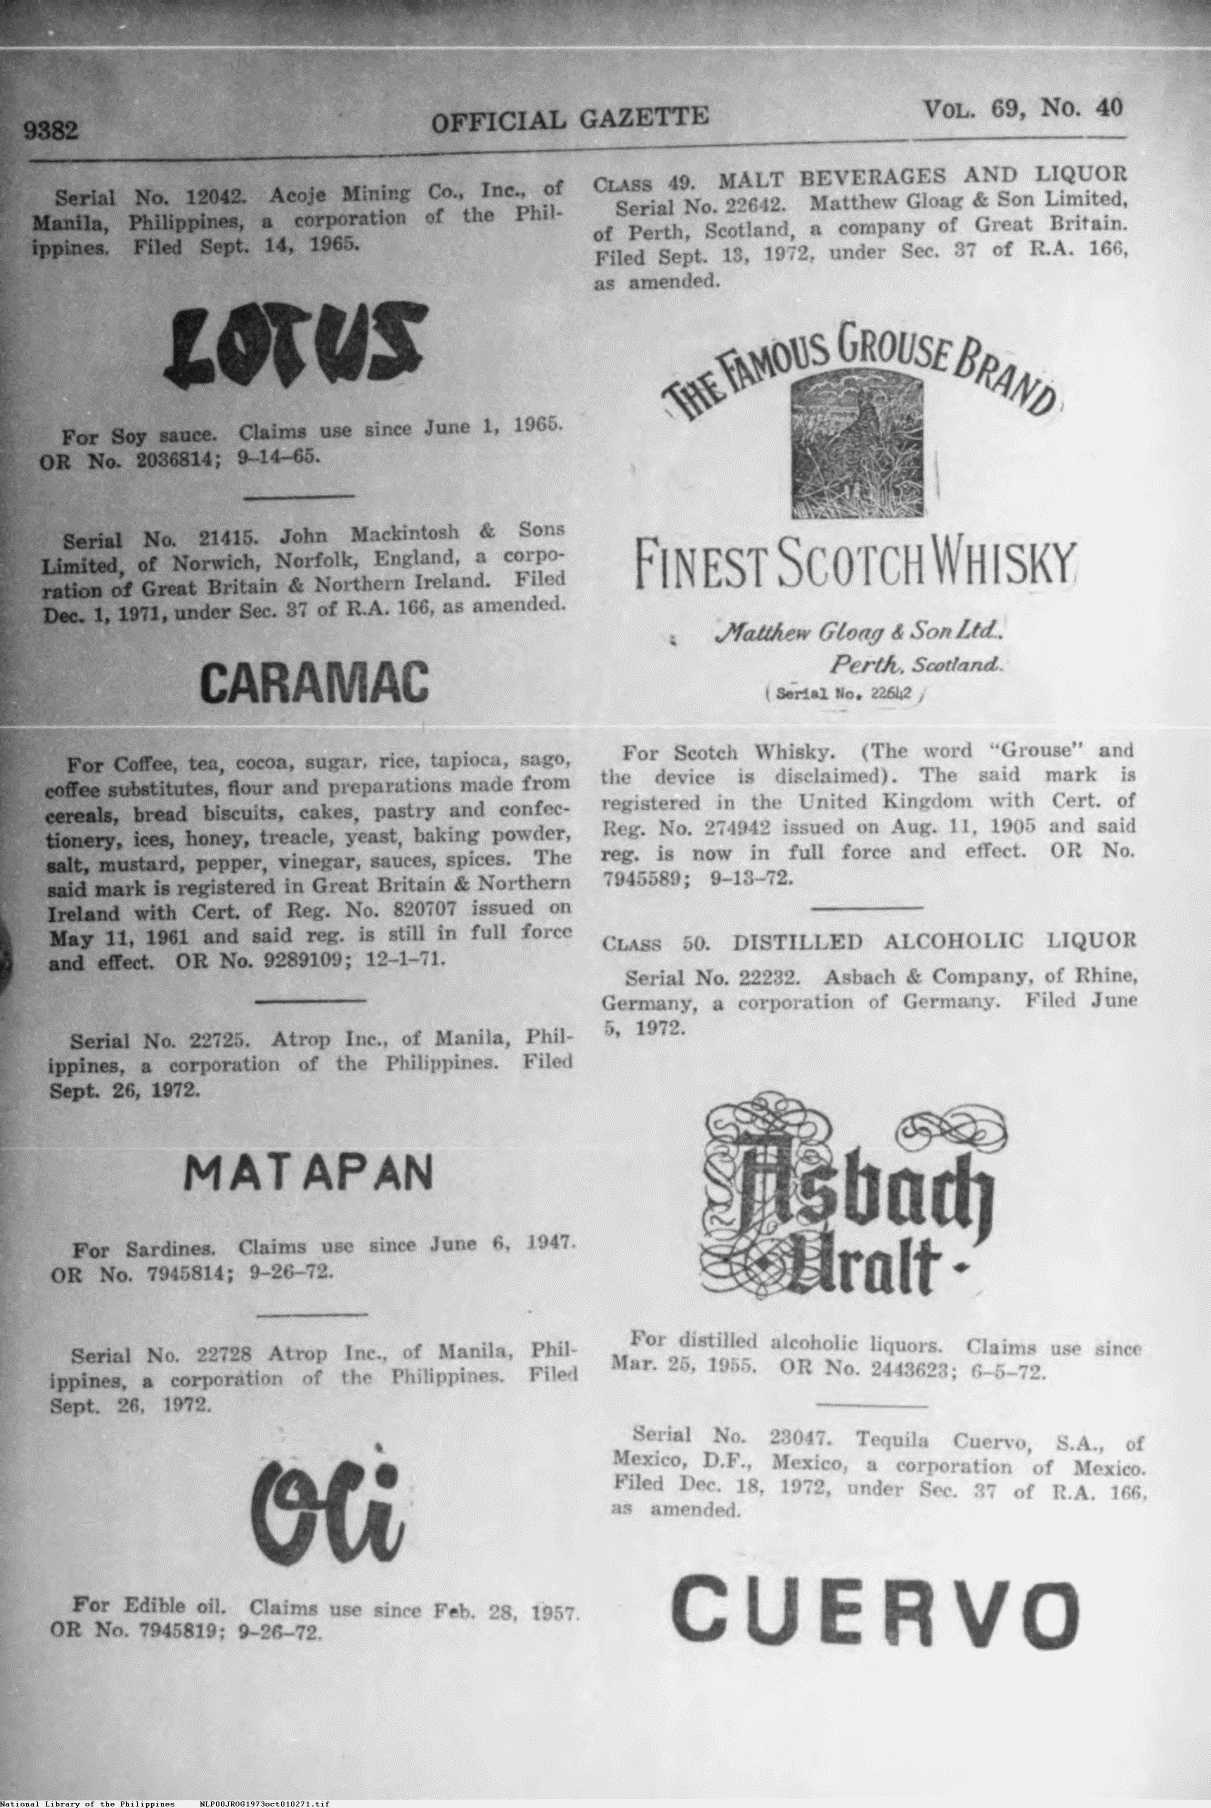 9382
OFFICIAL GAZETTE
VOL. 69, No. 40
Serial No. 12042. Acoje Mining Co., Inc., of
Manila, Philippines, a corporation of the Phil-
ippines. Filed Sept. 14, 1965.
LOTUS
For Soy sauce. Claims use since June 1, 1965.
OR No. 2036814; 9–14–65.
Serial No. 21415. John Mackintosh & Sons
Limited, of Norwich, Norfolk, England, a corpo-
ration of Great Britain & Northern Ireland. Filed
Dec. 1, 1971, under Sec. 37 of R.A. 166, as amended.
CARAMAC
For Coffee, tea, cocoa, sugar, rice, tapioca, sago,
coffee substitutes, flour and preparations made from
cereals, bread biscuits, cakes, pastry and confec-
tionery, ices, honey, treacle, yeast, baking powder,
salt, mustard, pepper, vinegar, sauces, spices. The
said mark is registered in Great Britain & Northern
Ireland with Cert. of Reg. No. 820707 issued on
May 11, 1961 and said reg. is still in full force
and effect. OR No. 9289109; 12–1–71.
Serial No. 22725. Atrop Inc., of Manila, Phil-
ippines, a corporation of the Philippines. Filed
Sept. 26, 1972.
MATAPAN
For Sardines. Claims use since June 6, 1947.
OR No. 7945814; 9–26–72.
Serial No. 22728 Atrop Inc., of Manila, Phil-
ippines, a corporation of the Philippines. Filed
Sept. 26, 1972.
Oli
For Edible oil. Claims use since Feb. 28, 1957.
OR No. 7945819; 9–26–72.
CLASS 49. MALT BEVERAGES AND LIQUOR
Serial No. 22642. Matthew Gloag & Son Limited,
of Perth, Scotland, a company of Great Britain.
Filed Sept. 13, 1972, under Sec. 37 of R.A. 166,
as amended.
THE FAMOUS GROUSE BRAND
FINEST SCOTCH WHISKY
Matthew Gloag & Son Ltd.
Perth, Scotland.
(Serial No. 22642)
For Scotch Whisky. (The word “Grouse” and
the device is disclaimed). The said mark is
registered in the United Kingdom with Cert. of
Reg. No. 274942 issued on Aug. 11, 1905 and said
reg. is now in full force and effect. OR No.
7945589; 9–13–72.
CLASS 50. DISTILLED ALCOHOLIC LIQUOR
Serial No. 22232. Asbach & Company, of Rhine,
Germany, a corporation of Germany. Filed June
5, 1972.
Asbach
· Uralt ·
For distilled alcoholic liquors. Claims use since
Mar. 25, 1955. OR No. 2443623; 6–5–72.
Serial No. 23047. Tequila Cuervo, S.A., of
Mexico, D.F., Mexico, a corporation of Mexico.
Filed Dec. 18, 1972, under Sec. 37 of R.A. 166,
as amended.
CUERVO
National Library of the Philippines NLP00JROG1973oct010271.tif